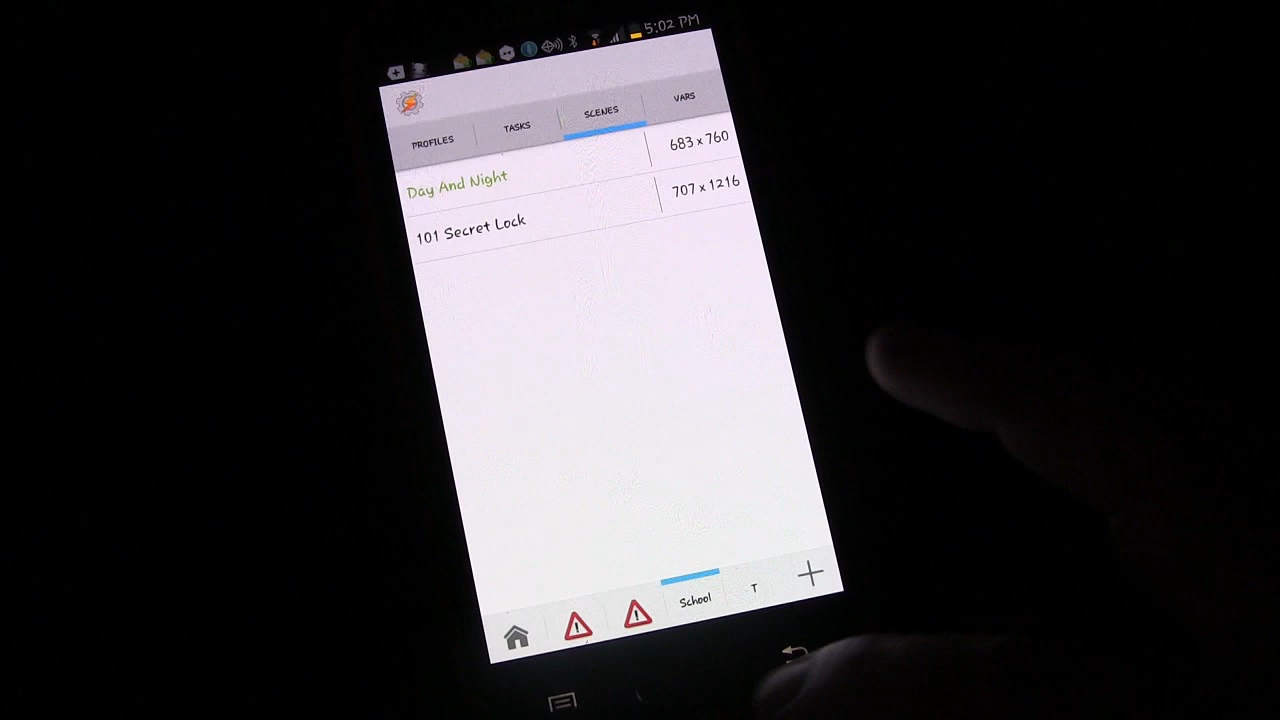 5:02 PM
PROFILES TASKS SCENES VARS
Day And Night 683 x 760
101 Secret Lock 707 x 1216
School T